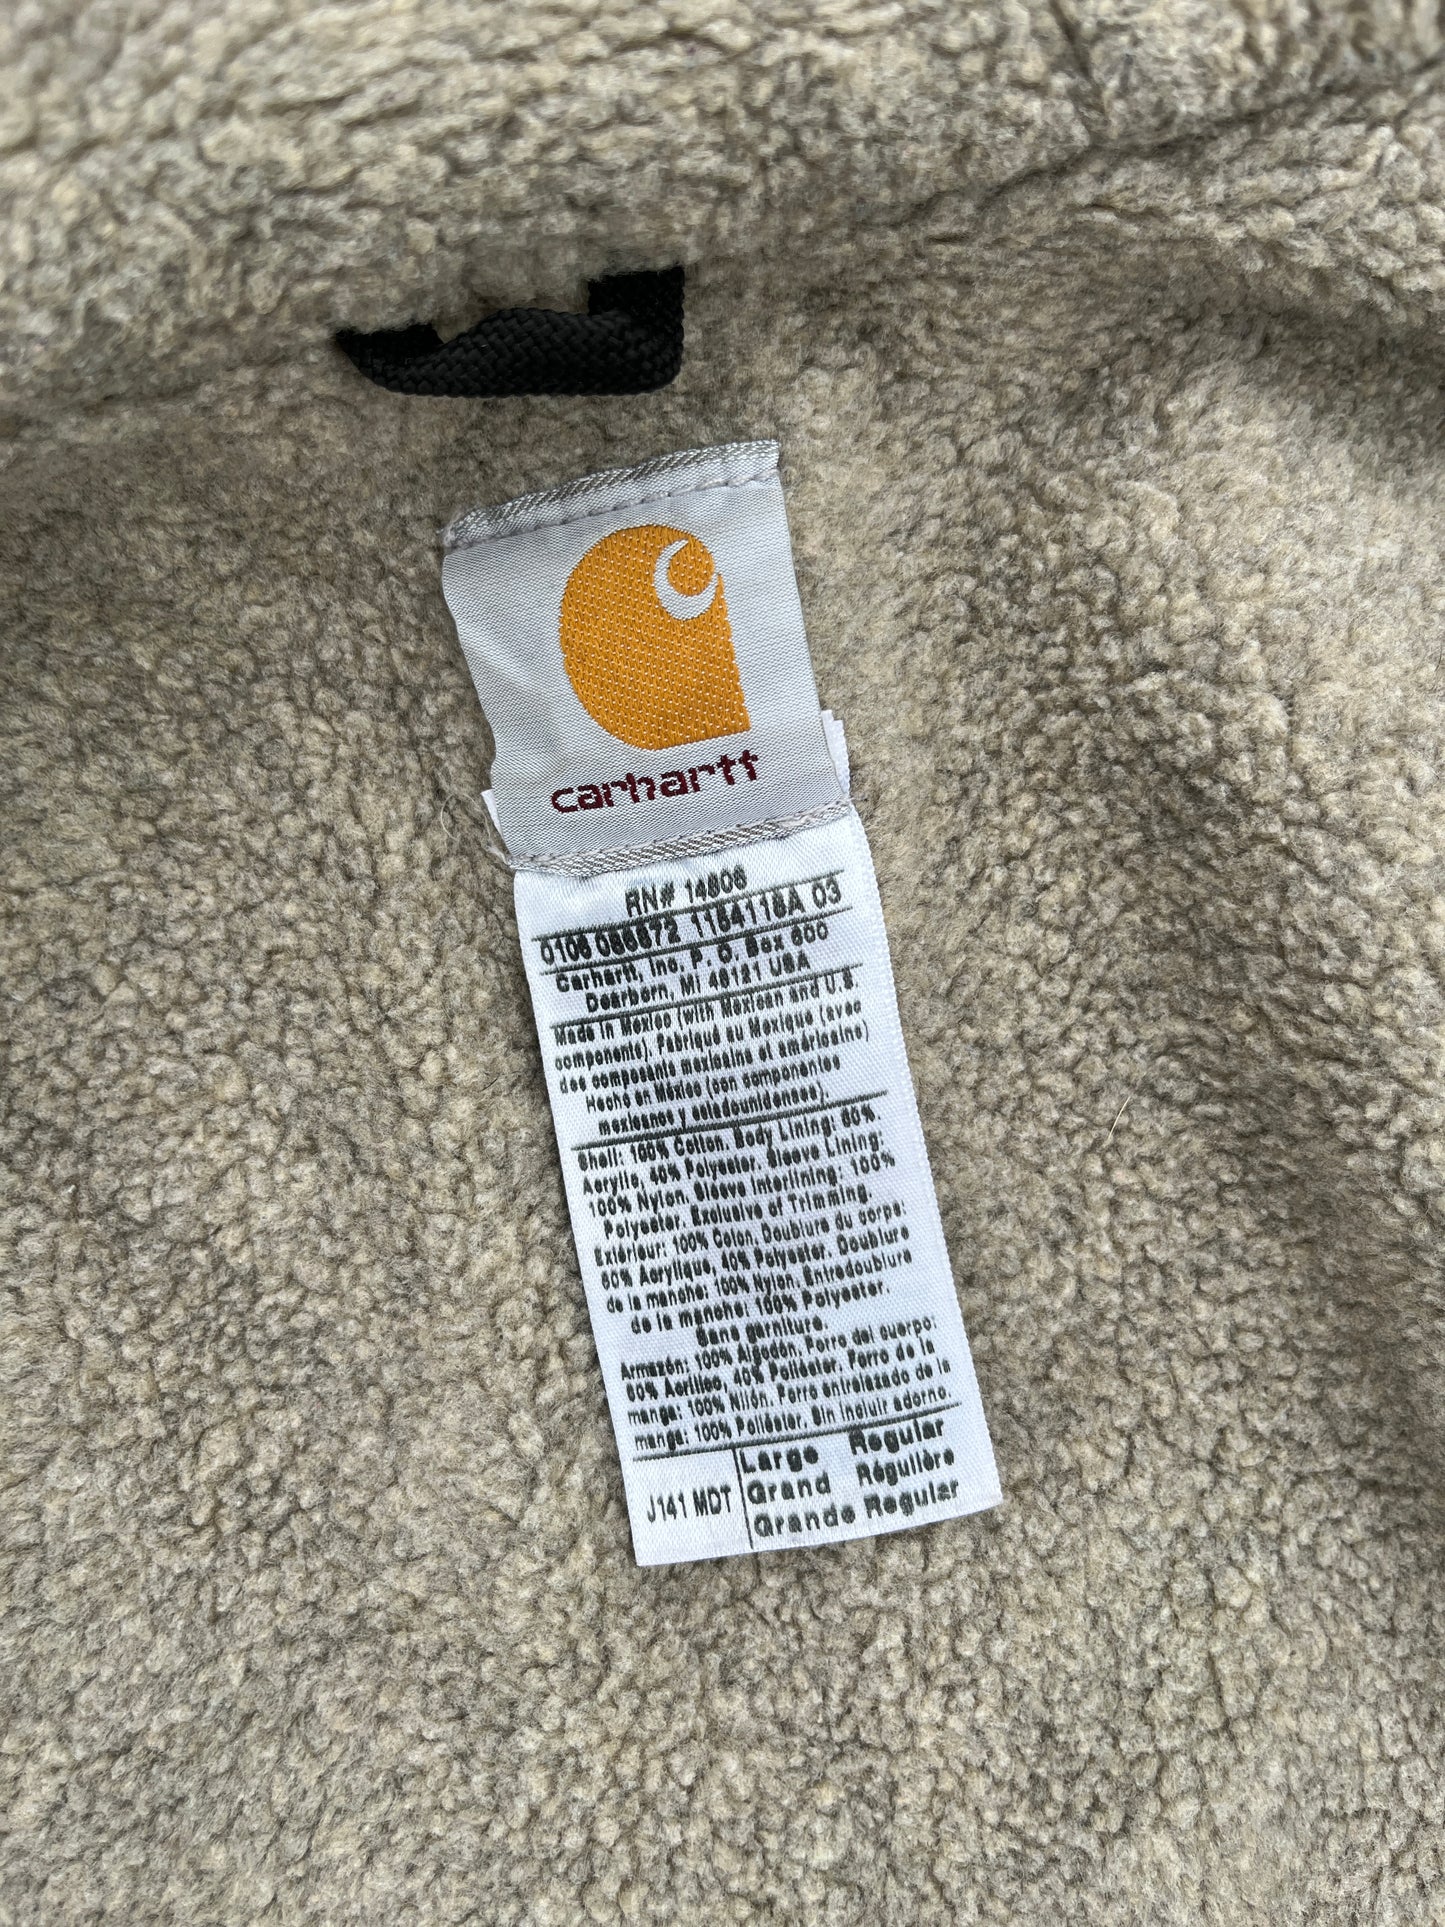 carhartt
RN# 14806
0106 086872 1154118A 03
Carhartt, Inc. P. O. Box 600
Dearborn, MI 48121 USA
Made in Mexico (with Mexican and U.S.
components). Fabriqué au Mexique (avec
des composants mexicains et américains)
Hecho en México (con componentes
mexicanos y estadounidenses).
Shell: 100% Cotton. Body Lining: 60%
Acrylic, 40% Polyester. Sleeve Lining:
100% Nylon. Sleeve Interlining: 100%
Polyester. Exclusive of Trimming.
Extérieur: 100% Coton. Doublure du corps:
60% Acrylique, 40% Polyester. Doublure
de la manche: 100% Nylon. Entredoublure
de la manche: 100% Polyester.
Sans garniture.
Armazón: 100% Algodón. Forro del cuerpo:
60% Acrílico, 40% Poliéster. Forro de la
manga: 100% Nilón. Forro entrelazado de la
manga: 100% Poliéster. Sin incluir adorno.
J141 MDT
Large Regular
Grand Régulière
Grande Regular